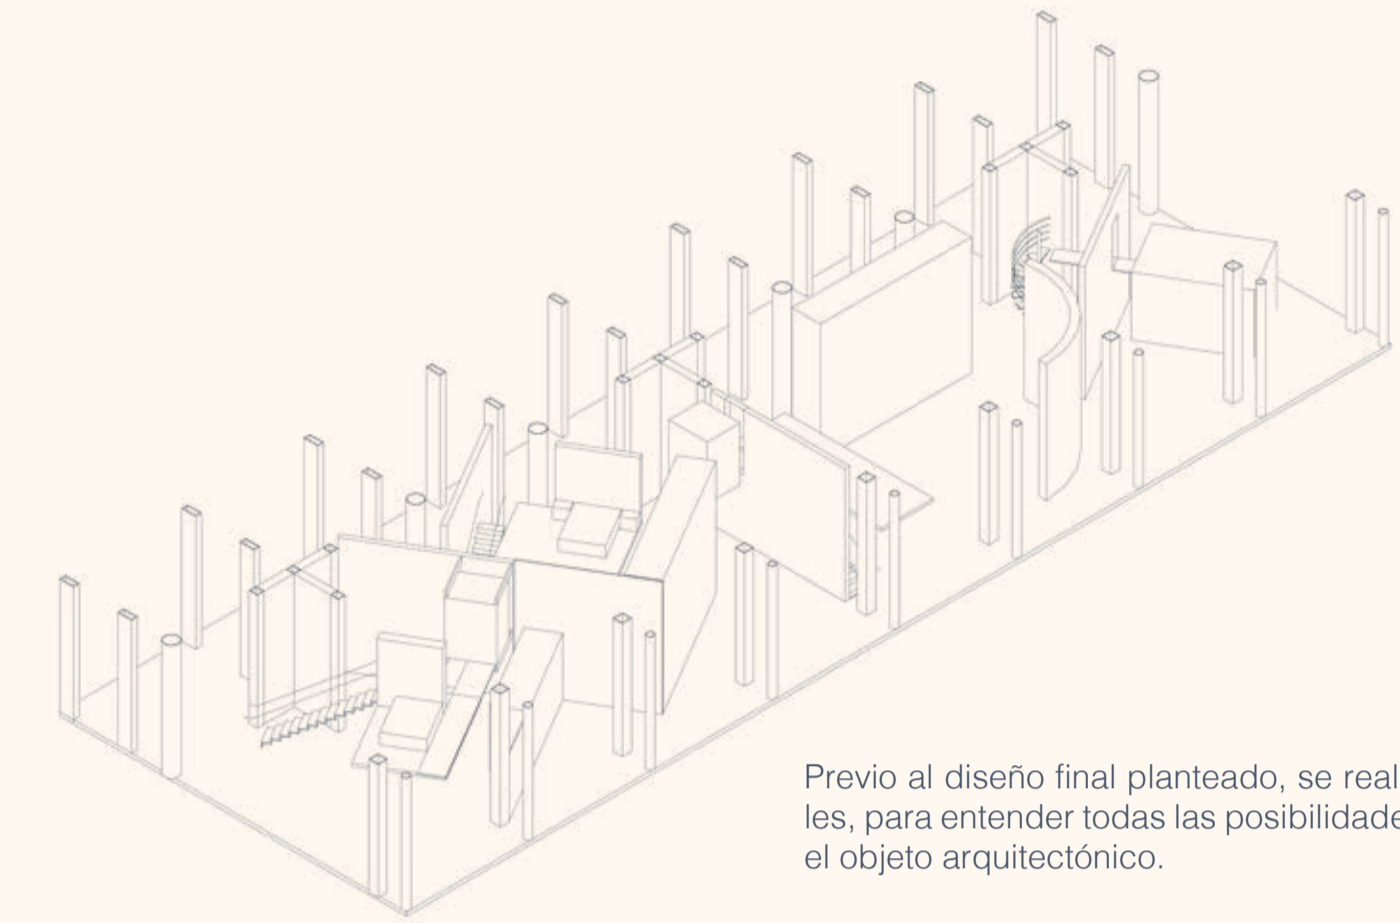 Previo al diseño final planteado, se real
les, para entender todas las posibilidade
el objeto arquitectónico.